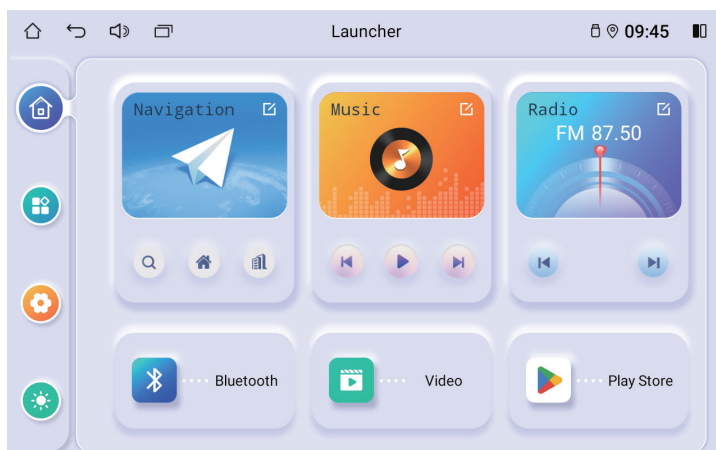 Launcher
09:45
Navigation
Music
Radio
FM 87.50
Bluetooth
Video
Play Store